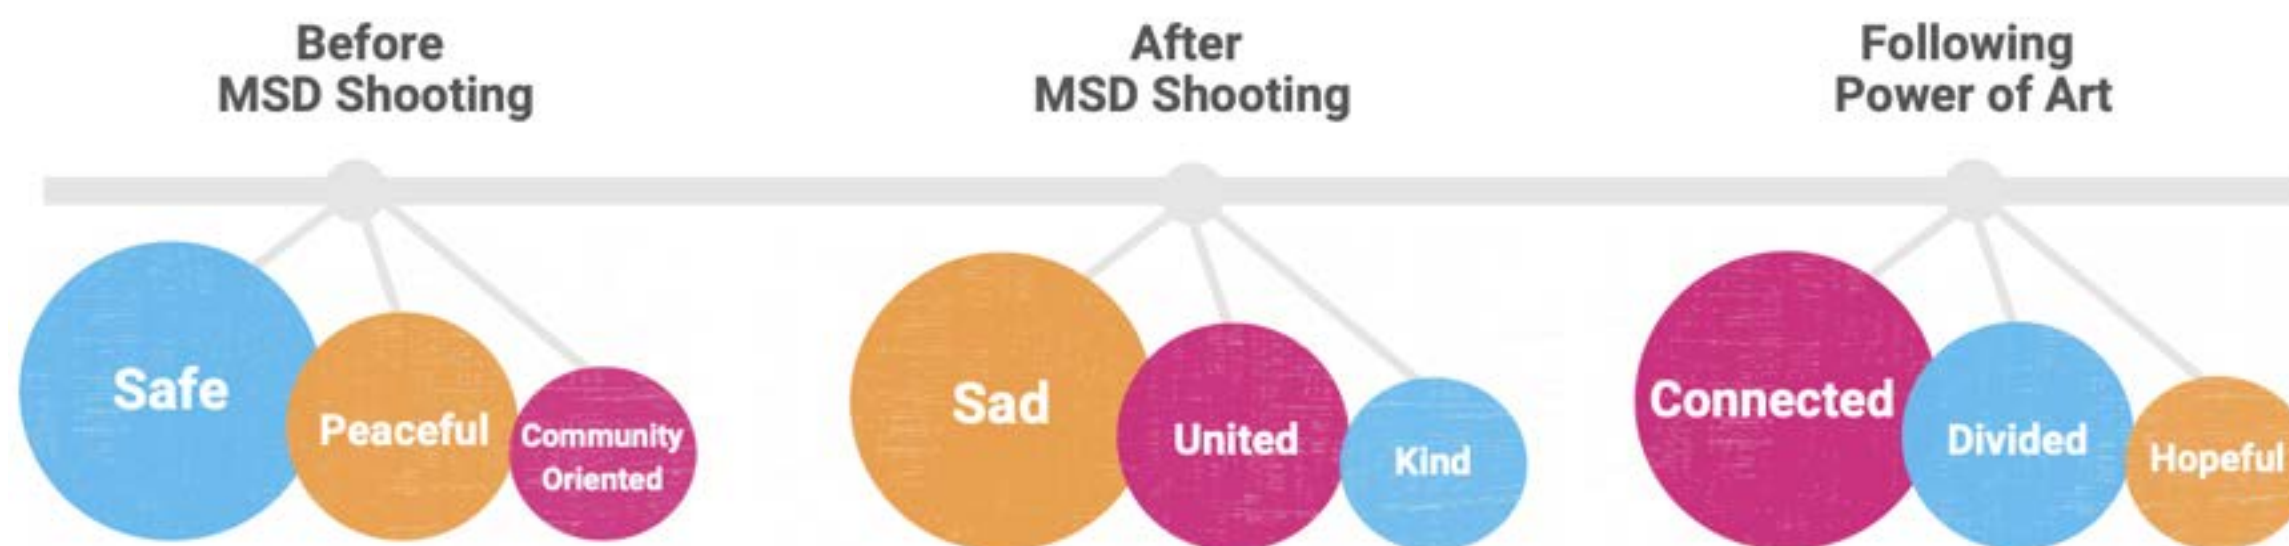 Before
MSD Shooting
After
MSD Shooting
Following
Power of Art
Safe
Peaceful
Community
Oriented
Sad
United
Kind
Connected
Divided
Hopeful